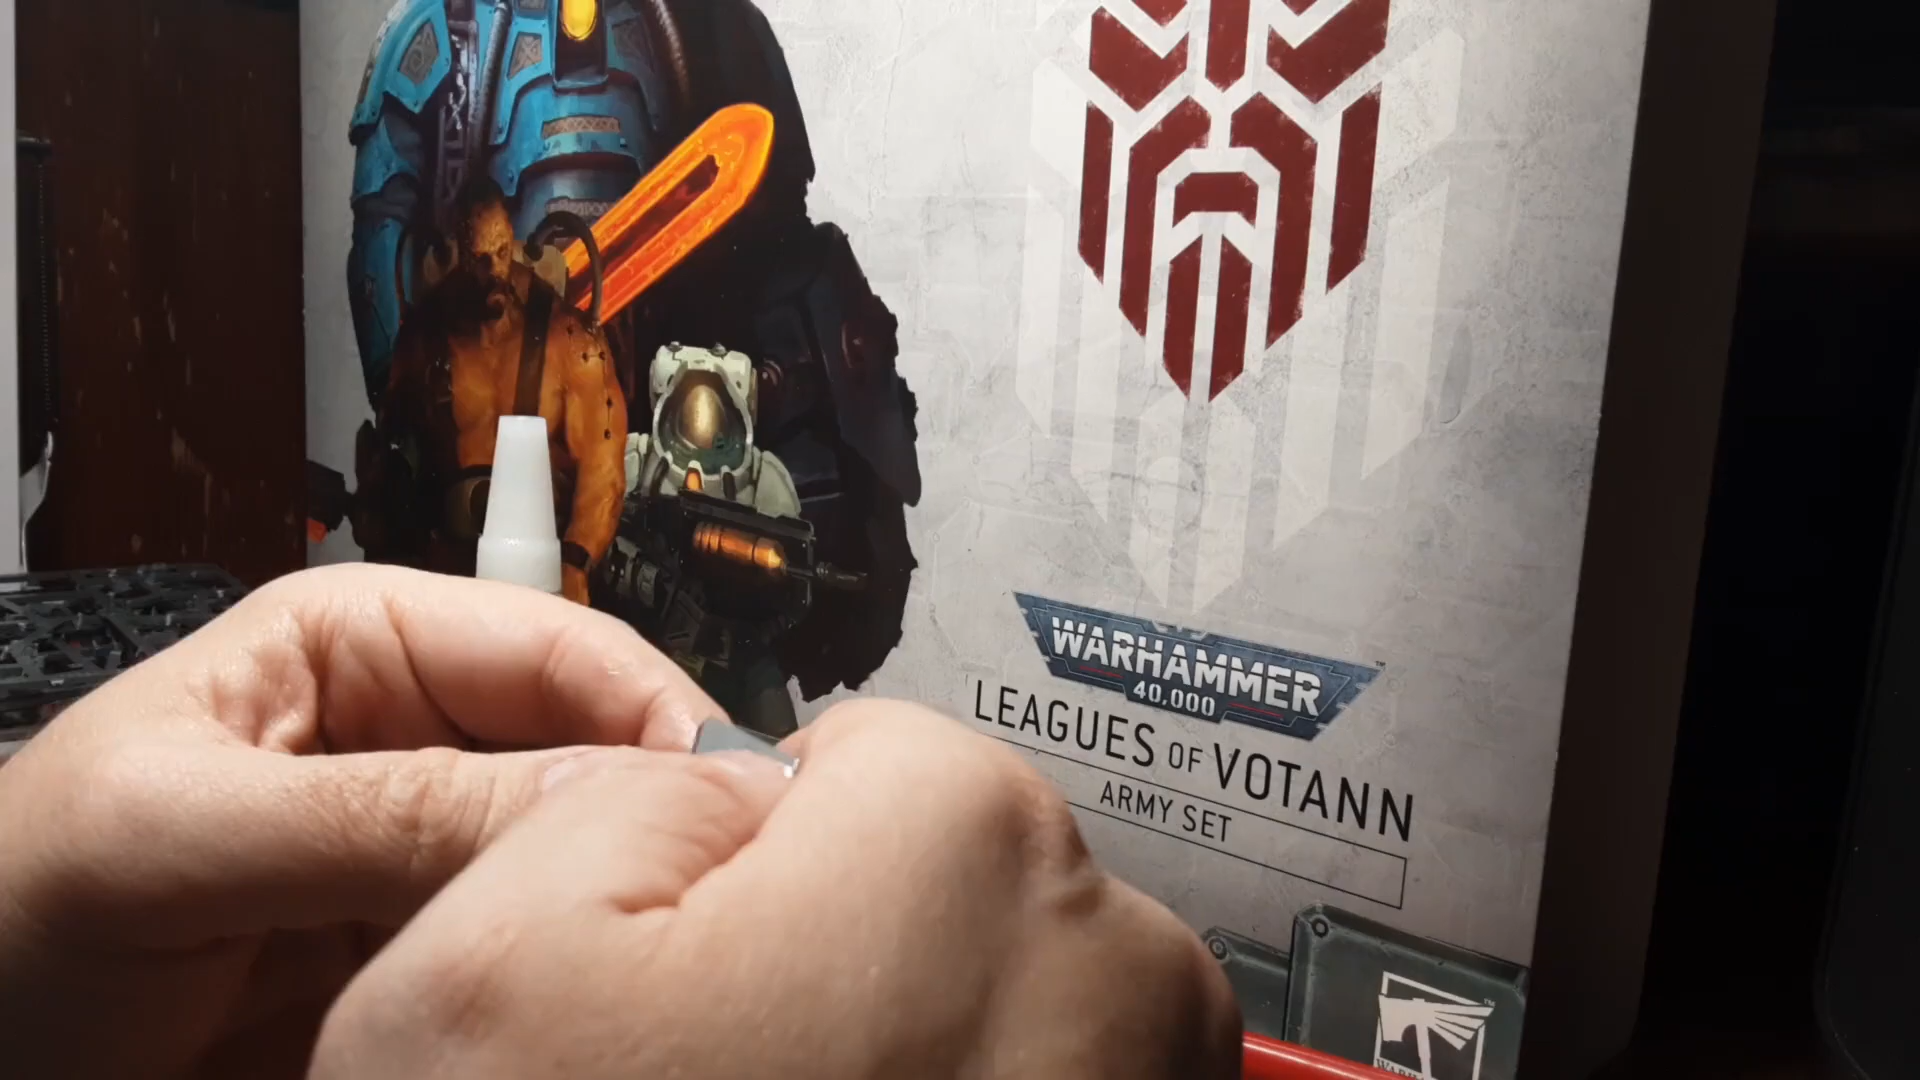 WARHAMMER
40,000
LEAGUES OF VOTANN
ARMY SET